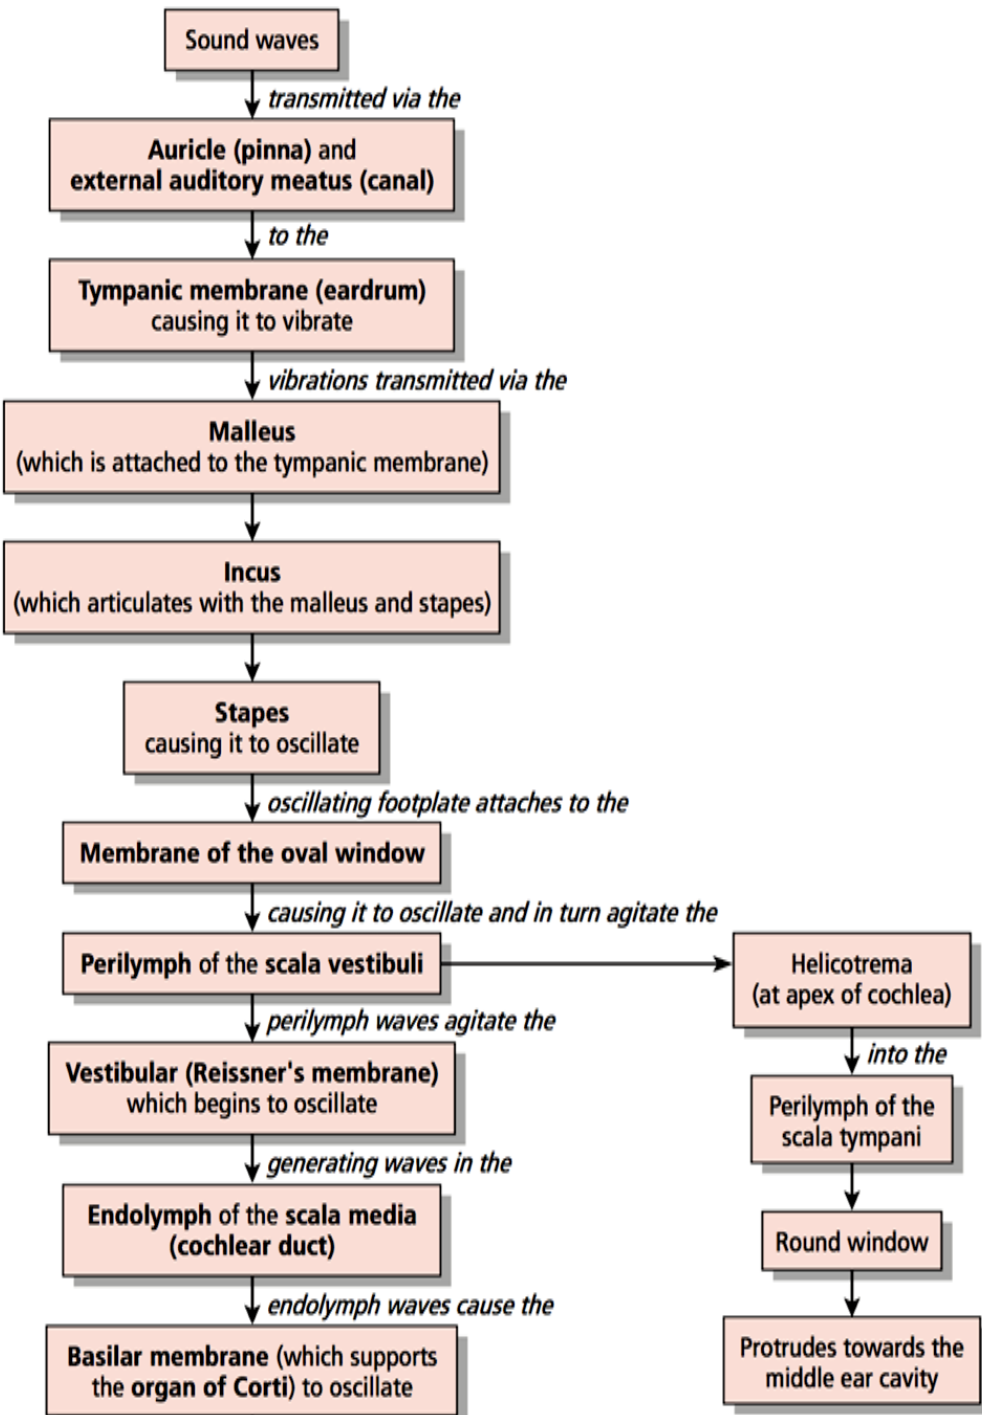 Sound waves
transmitted via the
Auricle (pinna) and
external auditory meatus (canal)
to the
Tympanic membrane (eardrum)
causing it to vibrate
vibrations transmitted via the
Malleus
(which is attached to the tympanic membrane)
Incus
(which articulates with the malleus and stapes)
Stapes
causing it to oscillate
oscillating footplate attaches to the
Membrane of the oval window
causing it to oscillate and in turn agitate the
Perilymph of the scala vestibuli
perilymph waves agitate the
Vestibular (Reissner's membrane)
which begins to oscillate
generating waves in the
Endolymph of the scala media
(cochlear duct)
endolymph waves cause the
Basilar membrane (which supports
the organ of Corti) to oscillate
Helicotrema
(at apex of cochlea)
into the
Perilymph of the
scala tympani
Round window
Protrudes towards the
middle ear cavity